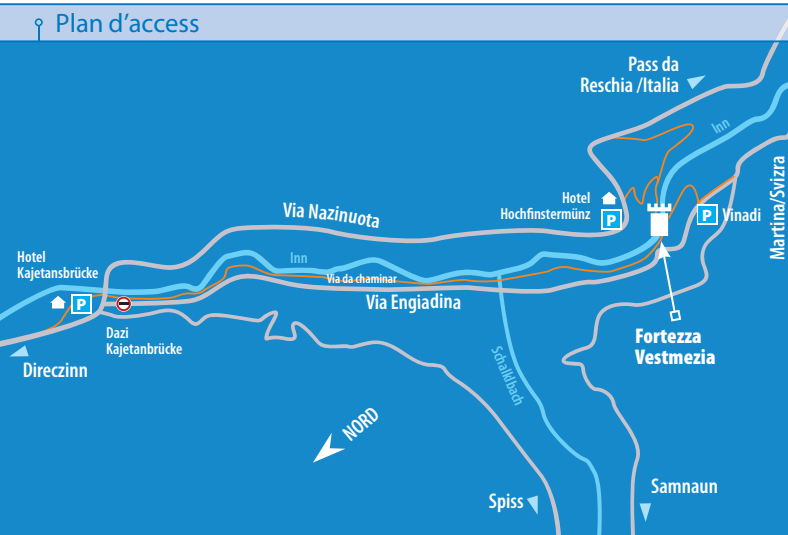 Plan d'access
Pass da
Reschia /Italia
Inn
Martina/Svizra
Hotel
Hochfinstermünz
P
P
Vinadi
Via Nazinuota
Hotel
Kajetansbrücke
Inn
Via da chaminar
P
Via Engiadina
Dazi
Kajetanbrücke
Fortezza
Vestmezia
Direczinn
Schalklbach
NORD
Spiss
Samnaun